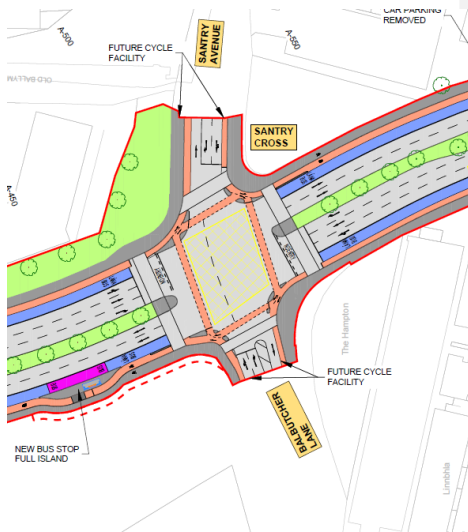 CAR PARKING
REMOVED
A-500
SANTRY
AVENUE
A-550
FUTURE CYCLE
FACILITY
SANTRY
CROSS
A-450
The Hampton
FUTURE CYCLE
FACILITY
BALBUTCHER
LANE
NEW BUS STOP
FULL ISLAND
Linnbhla